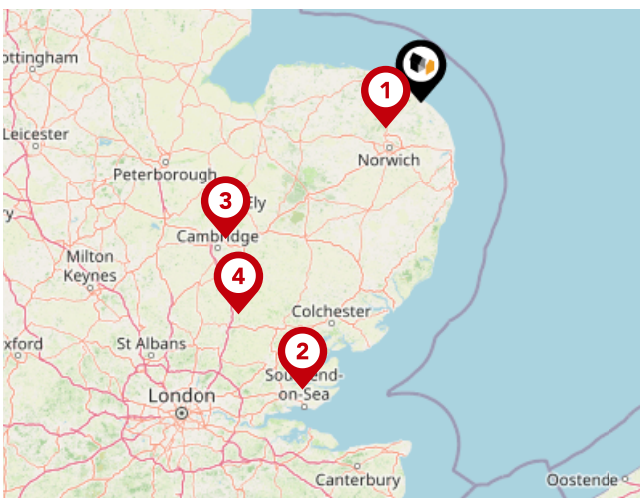 ottingham
1
Leicester
Norwich
Peterborough
3
Ely
ry
Cambridge
Milton
Keynes
4
Colchester
xford
St Albans
2
Southend-
on-Sea
London
Canterbury
Oostende